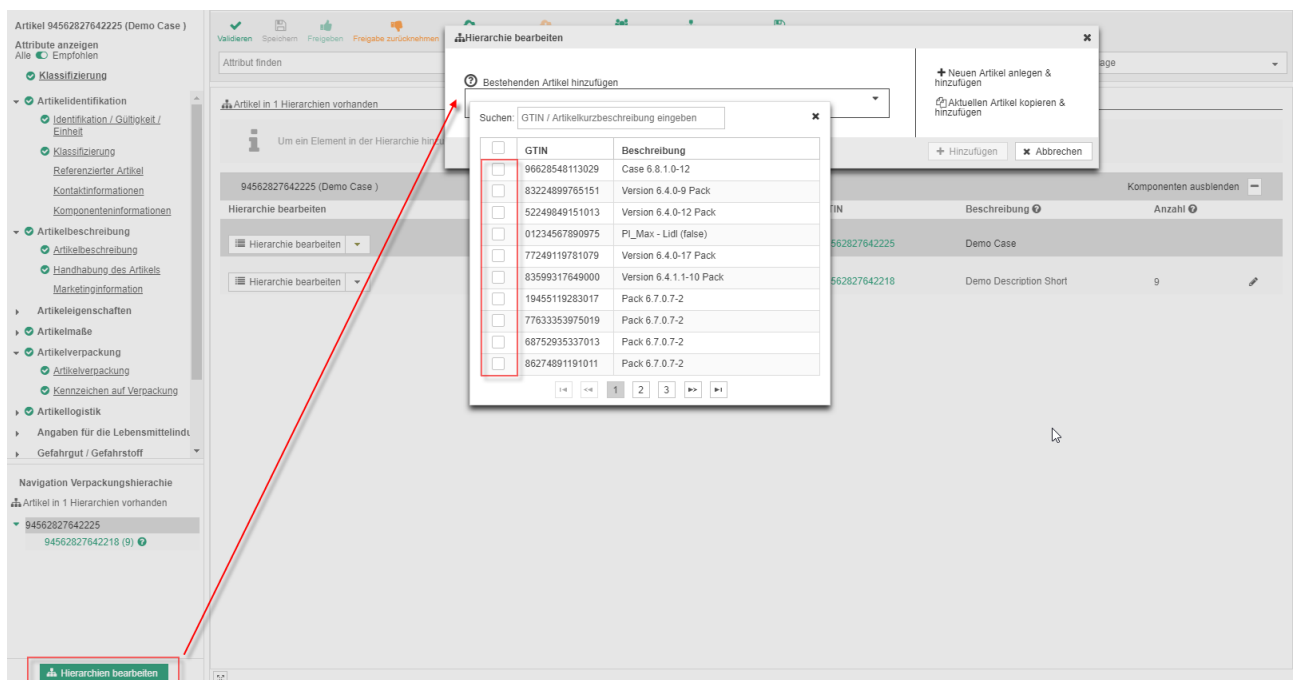 Artikel 94562827642225 (Demo Case )
Attribute anzeigen
Alle Empfohlen
Klassifizierung
Artikelidentifikation
Identifikation / Gültigkeit /
Einheit
Klassifizierung
Referenzierter Artikel
Kontaktinformationen
Komponenteninformationen
Artikelbeschreibung
Artikelbeschreibung
Handhabung des Artikels
Marketinginformation
Artikeleigenschaften
Artikelmaße
Artikelverpackung
Artikelverpackung
Kennzeichen auf Verpackung
Artikellogistik
Angaben für die Lebensmittelindu
Gefahrgut / Gefahrstoff
Navigation Verpackungshierachie
Artikel in 1 Hierarchien vorhanden
94562827642225
94562827642218 (9)
Hierarchien bearbeiten
Validieren Speichern Freigeben Freigabe zurücknehmen
Attribut finden
age
Artikel in 1 Hierarchien vorhanden
Um ein Element in der Hierarchie hinzu
94562827642225 (Demo Case )
Komponenten ausblenden
Hierarchie bearbeiten
TIN Beschreibung Anzahl
Hierarchie bearbeiten
562827642225 Demo Case
Hierarchie bearbeiten
562827642218 Demo Description Short 9
Hierarchie bearbeiten
Bestehenden Artikel hinzufügen
Neuen Artikel anlegen &
hinzufügen
Aktuellen Artikel kopieren &
hinzufügen
+ Hinzufügen
Abbrechen
Suchen: GTIN / Artikelkurzbeschreibung eingeben
GTIN Beschreibung
96628548113029 Case 6.8.1.0-12
83224899765151 Version 6.4.0-9 Pack
52249849151013 Version 6.4.0-12 Pack
01234567890975 PI_Max - Lidl (false)
77249119781079 Version 6.4.0-17 Pack
83599317649000 Version 6.4.1.1-10 Pack
19455119283017 Pack 6.7.0.7-2
77633353975019 Pack 6.7.0.7-2
68752935337013 Pack 6.7.0.7-2
86274891191011 Pack 6.7.0.7-2
1 2 3